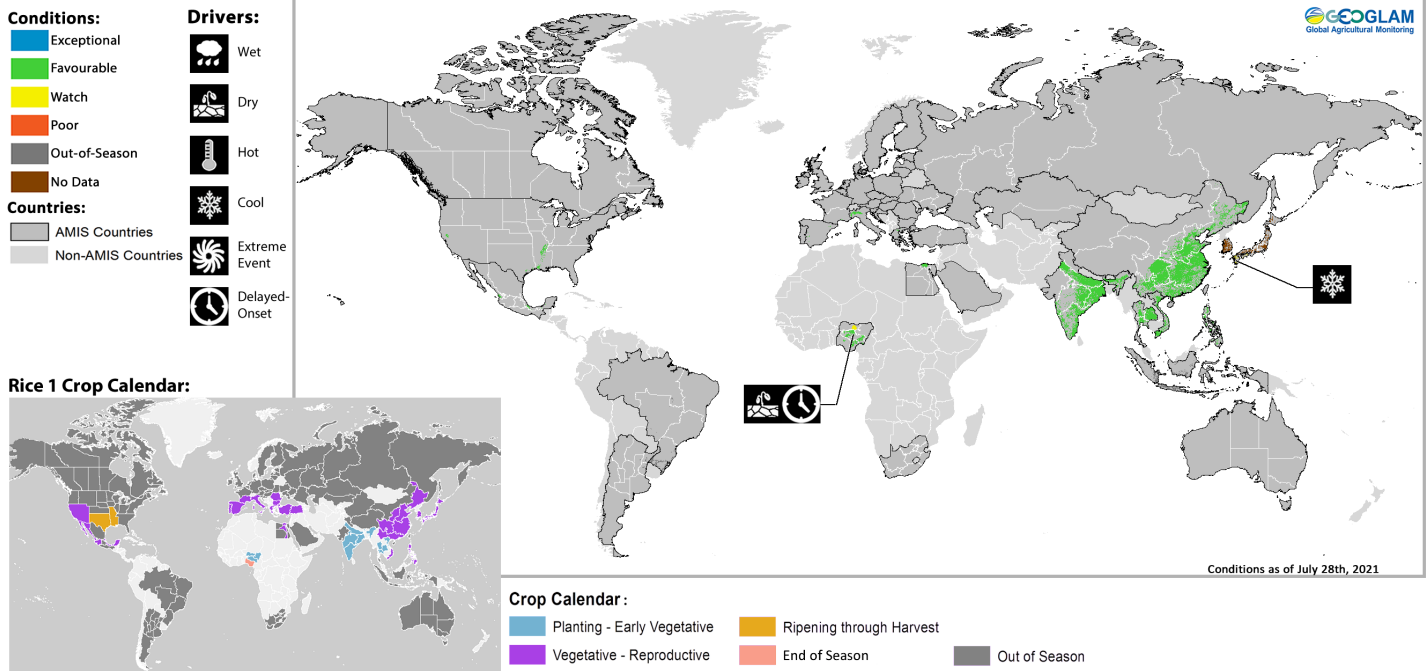 Conditions:
Exceptional
Favourable
Watch
Poor
Out-of-Season
No Data
Countries:
AMIS Countries
Non-AMIS Countries
Drivers:
Wet
Dry
Hot
Cool
Extreme
Event
Delayed-
Onset
GEOGLAM
Global Agricultural Monitoring
Rice 1 Crop Calendar:
Conditions as of July 28th, 2021
Crop Calendar :
Planting - Early Vegetative
Vegetative - Reproductive
Ripening through Harvest
End of Season
Out of Season